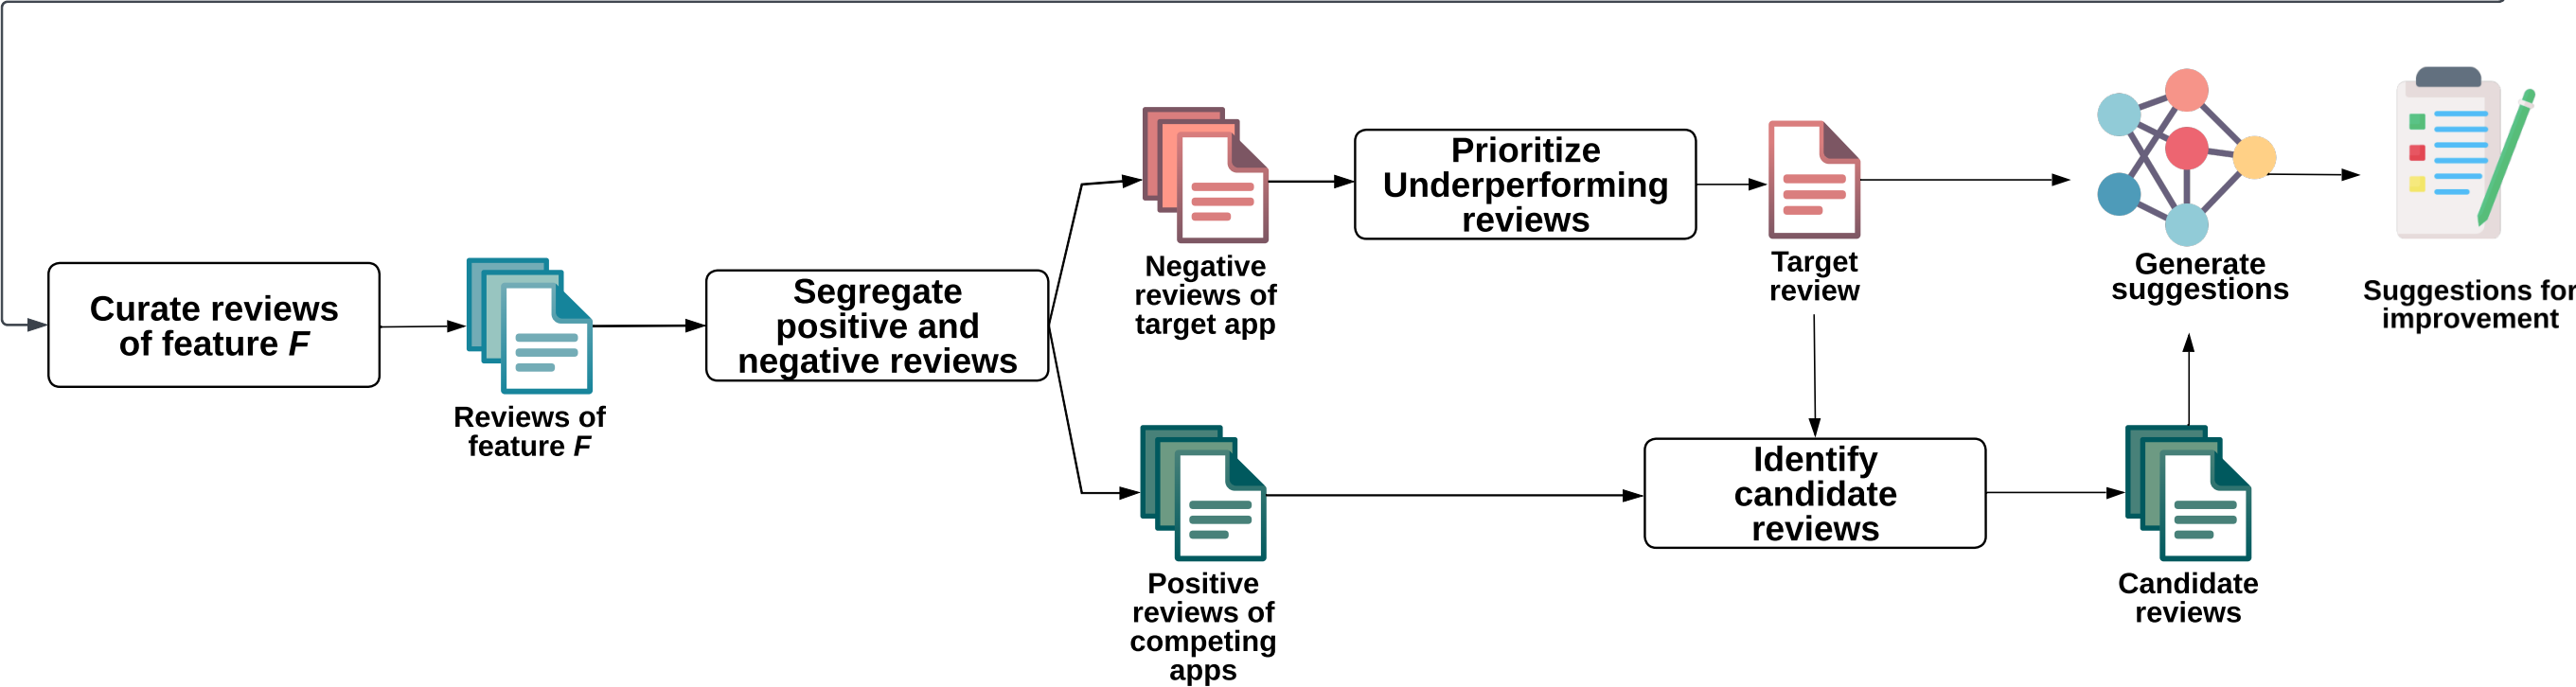 Curate reviews
of feature F
Reviews of
feature F
Segregate
positive and
negative reviews
Negative
reviews of
target app
Prioritize
Underperforming
reviews
Target
review
Generate
suggestions
Suggestions for
improvement
Positive
reviews of
competing
apps
Identify
candidate
reviews
Candidate
reviews